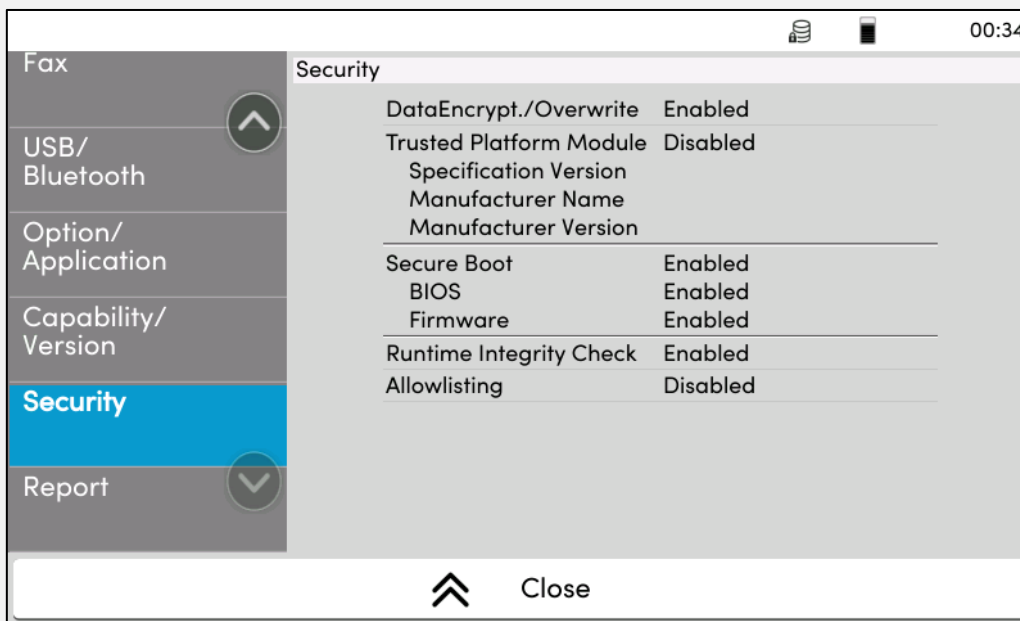 00:34
Fax
USB/
Bluetooth
Option/
Application
Capability/
Version
Security
Report
Security
DataEncrypt./Overwrite Enabled
Trusted Platform Module Disabled
Specification Version
Manufacturer Name
Manufacturer Version
Secure Boot Enabled
BIOS Enabled
Firmware Enabled
Runtime Integrity Check Enabled
Allowlisting Disabled
Close